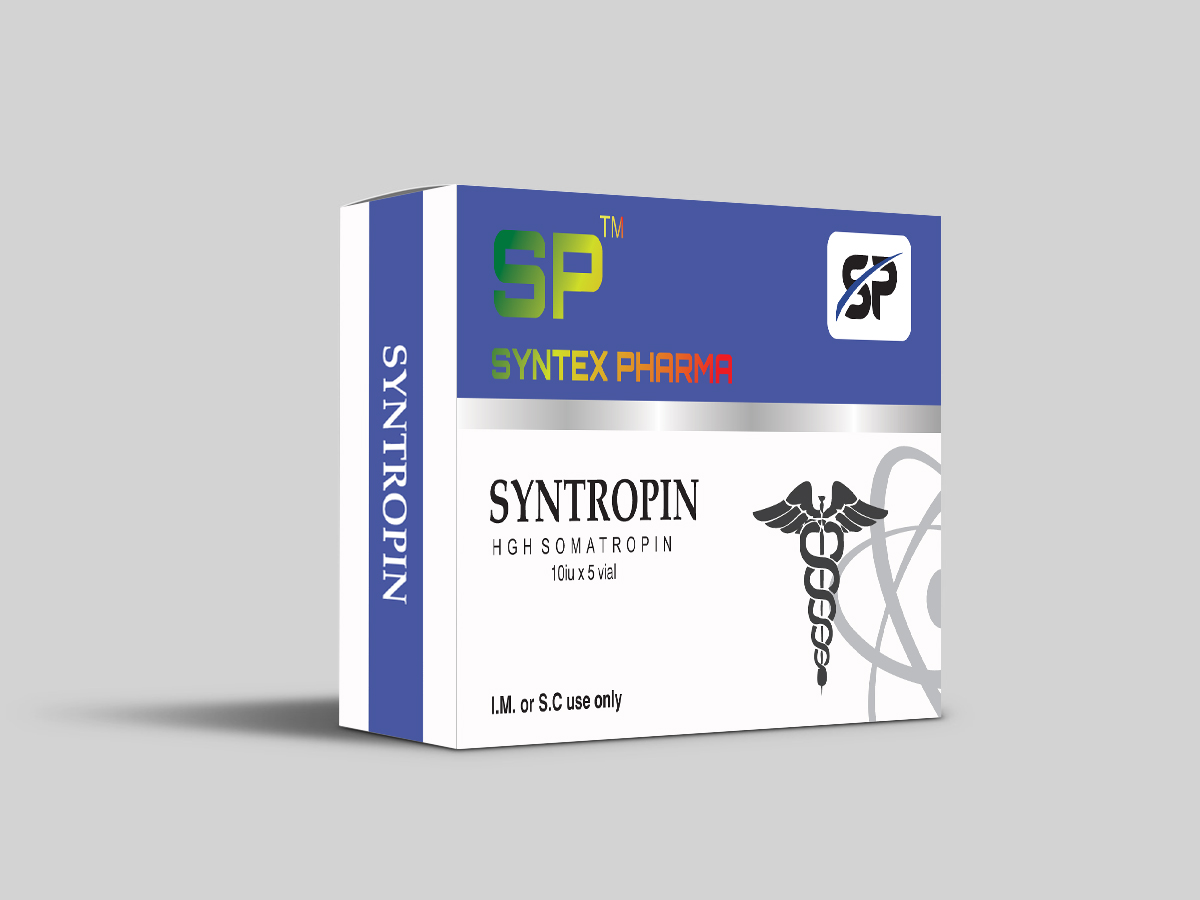 SYNTROPIN
SP™
SYNTEX PHARMA
SP
SYNTROPIN
HGH SOMATROPIN
10iu x 5 vial
I.M. or S.C use only